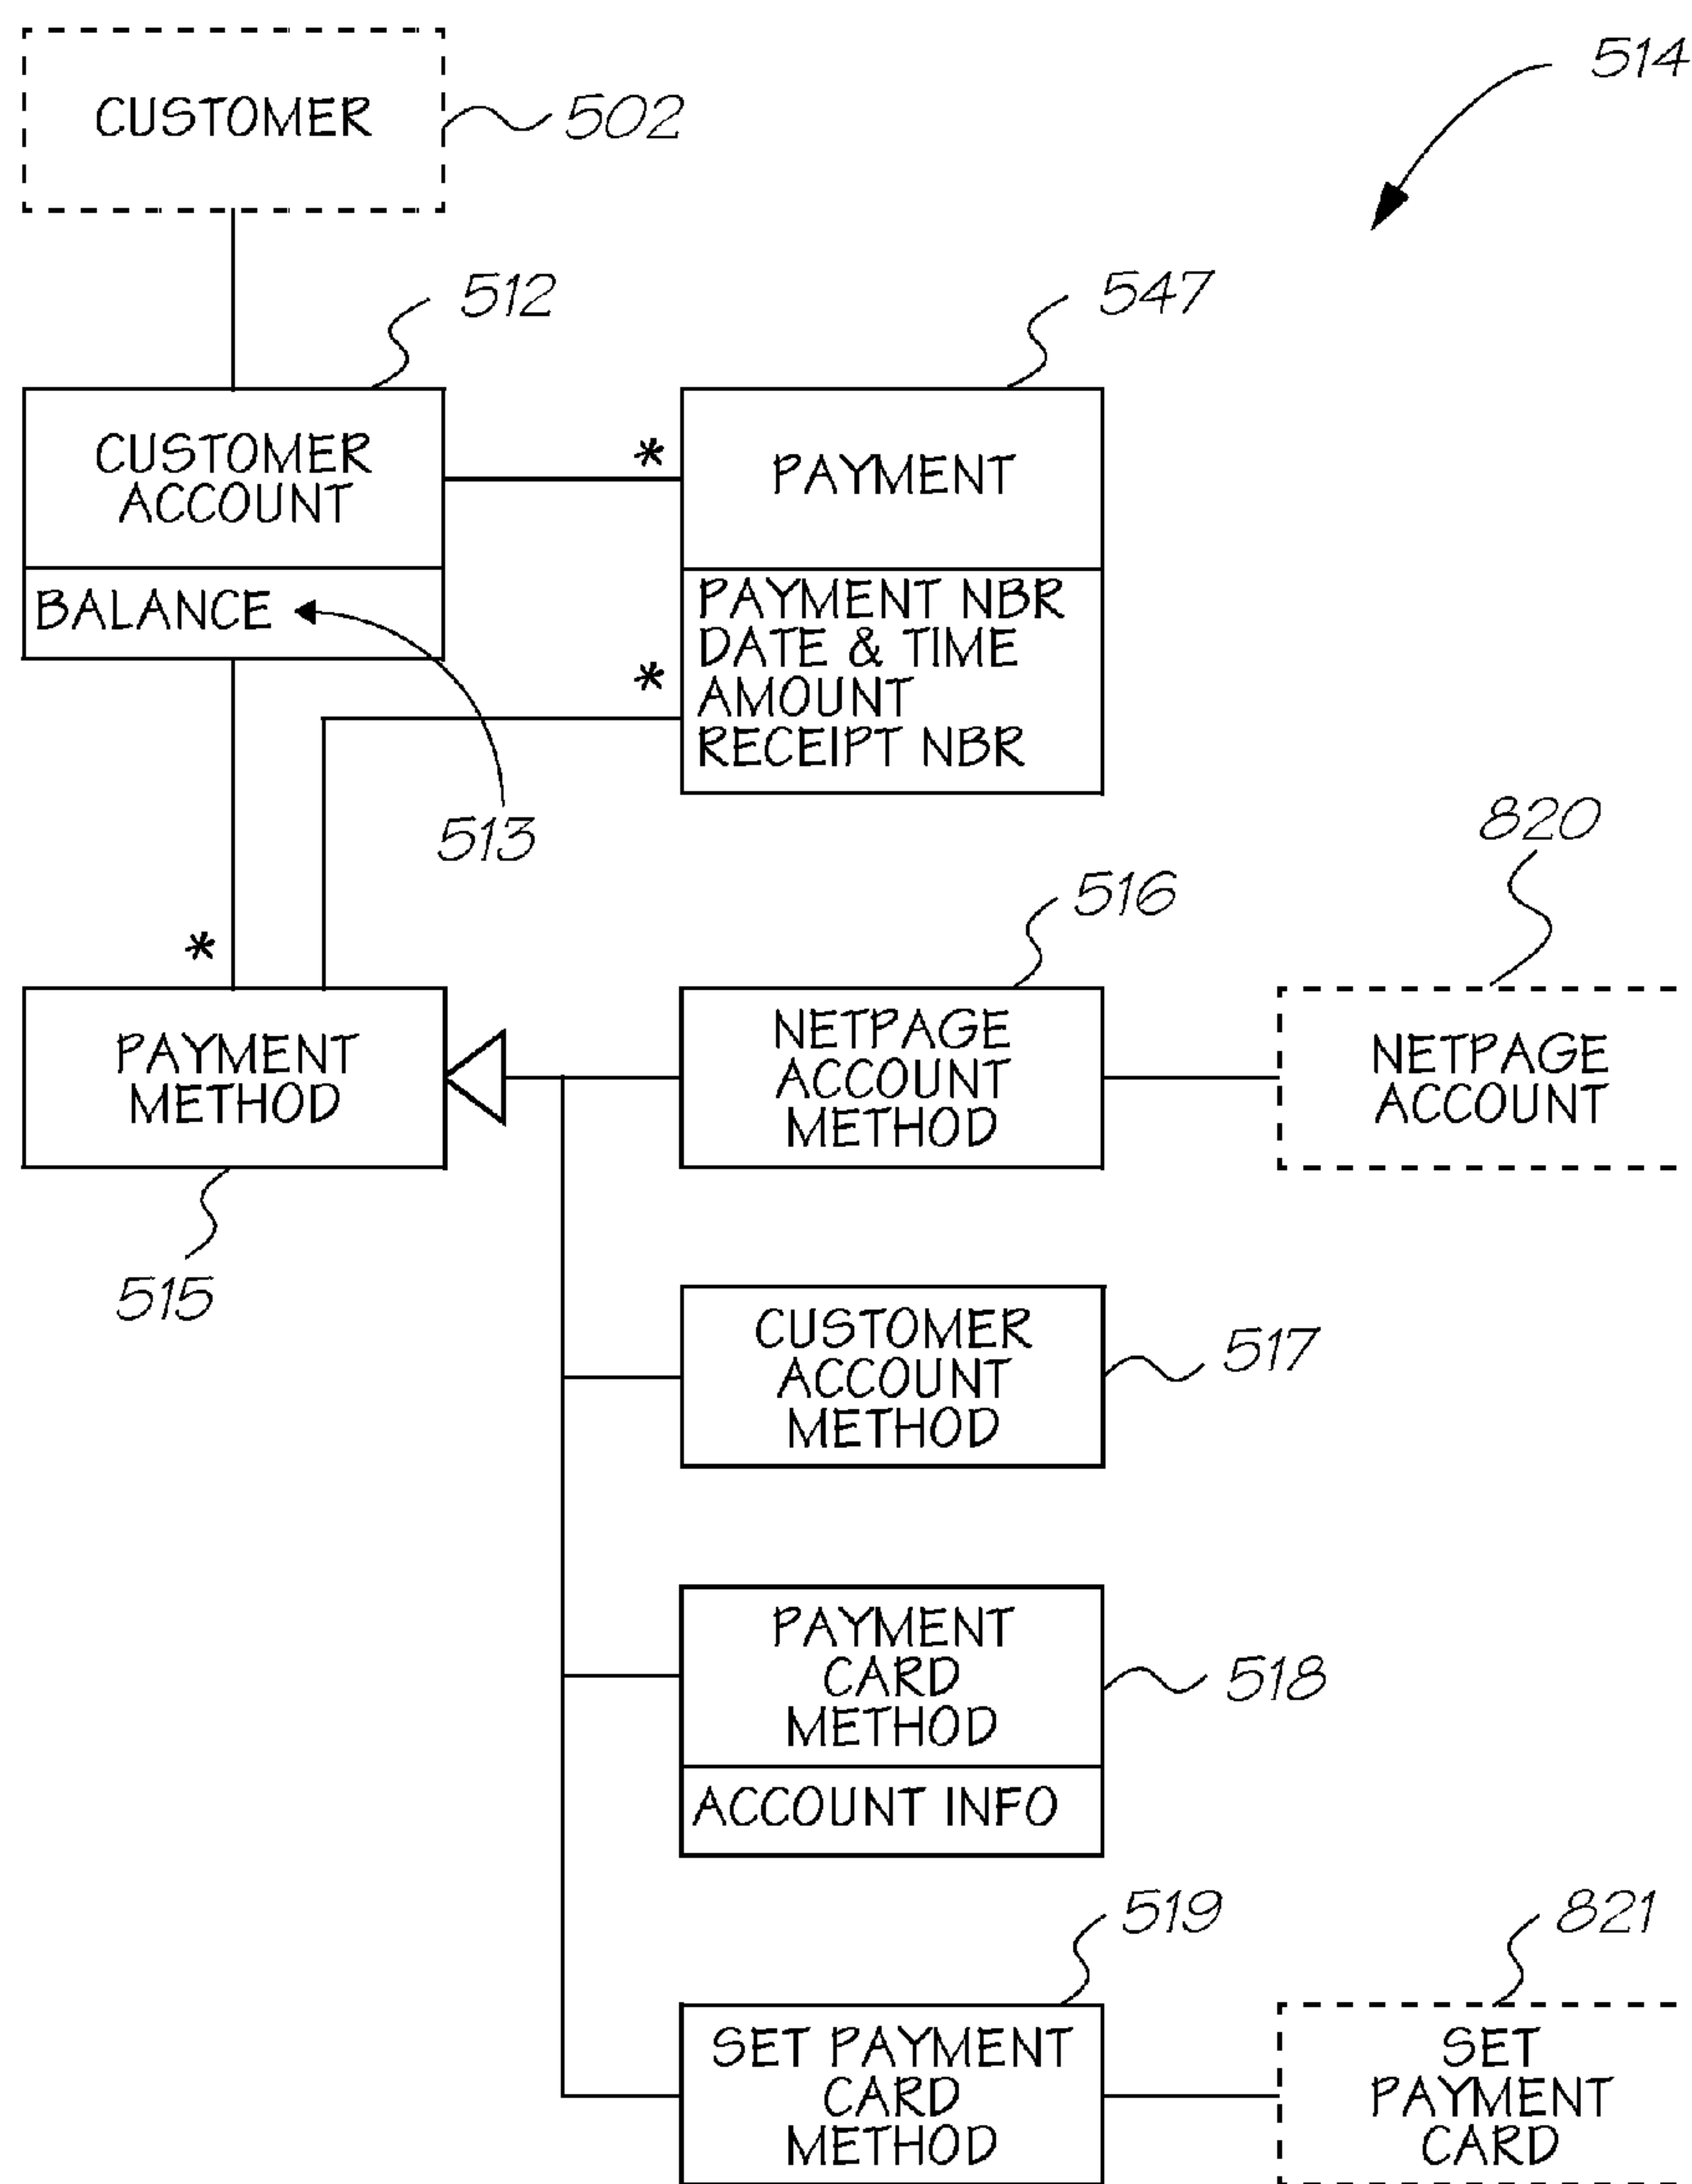 CUSTOMER
502
514
512
547
CUSTOMER
ACCOUNT
*
PAYMENT
BALANCE
PAYMENT NBR
DATE & TIME
AMOUNT
RECEIPT NBR
*
513
820
516
*
PAYMENT
METHOD
NETPAGE
ACCOUNT
METHOD
NETPAGE
ACCOUNT
515
CUSTOMER
ACCOUNT
METHOD
517
PAYMENT
CARD
METHOD
518
ACCOUNT INFO
519
821
SET PAYMENT
CARD
METHOD
SET
PAYMENT
CARD